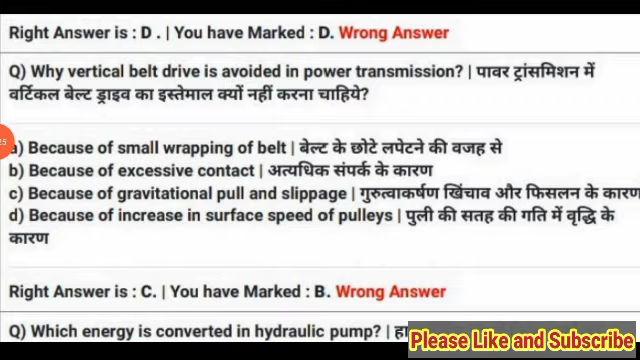 Right Answer is : D . | You have Marked : D. Wrong Answer
Q) Why vertical belt drive is avoided in power transmission? | पावर ट्रांसमिशन में
वर्टिकल बेल्ट ड्राइव का इस्तेमाल क्यों नहीं करना चाहिये?
a) Because of small wrapping of belt | बेल्ट के छोटे लपेटने की वजह से
b) Because of excessive contact | अत्यधिक संपर्क के कारण
c) Because of gravitational pull and slippage | गुरुत्वाकर्षण खिंचाव और फिसलन के कारण
d) Because of increase in surface speed of pulleys | पुली की सतह की गति में वृद्धि के
कारण
Right Answer is : C. | You have Marked : B. Wrong Answer
Q) Which energy is converted in hydraulic pump? |
Please Like and Subscribe